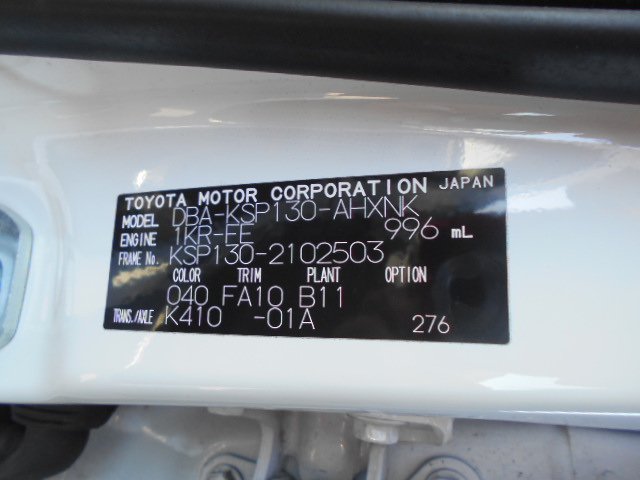 TOYOTA MOTOR CORPORATION JAPAN
MODEL DBA-KSP130-AHXNK
ENGINE 1KR-FE 996 mL
FRAME No. KSP130-2102503
COLOR TRIM PLANT OPTION
040 FA10 B11
TRANS./AXLE K410 -01A 276